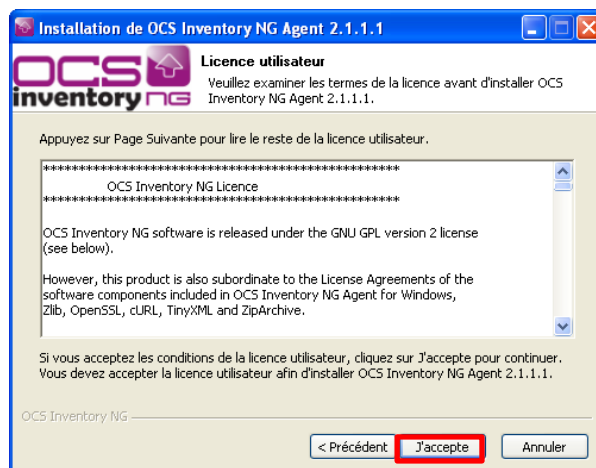 Installation de OCS Inventory NG Agent 2.1.1.1
OCS
inventory NG
Licence utilisateur
Veuillez examiner les termes de la licence avant d'installer OCS
Inventory NG Agent 2.1.1.1.
Appuyez sur Page Suivante pour lire le reste de la licence utilisateur.
***************************************************
OCS Inventory NG Licence
***************************************************
OCS Inventory NG software is released under the GNU GPL version 2 license
(see below).
However, this product is also subordinate to the License Agreements of the
software components included in OCS Inventory NG Agent for Windows,
Zlib, OpenSSL, cURL, TinyXML and ZipArchive.
Si vous acceptez les conditions de la licence utilisateur, cliquez sur J'accepte pour continuer.
Vous devez accepter la licence utilisateur afin d'installer OCS Inventory NG Agent 2.1.1.1.
OCS Inventory NG
< Précédent
J'accepte
Annuler